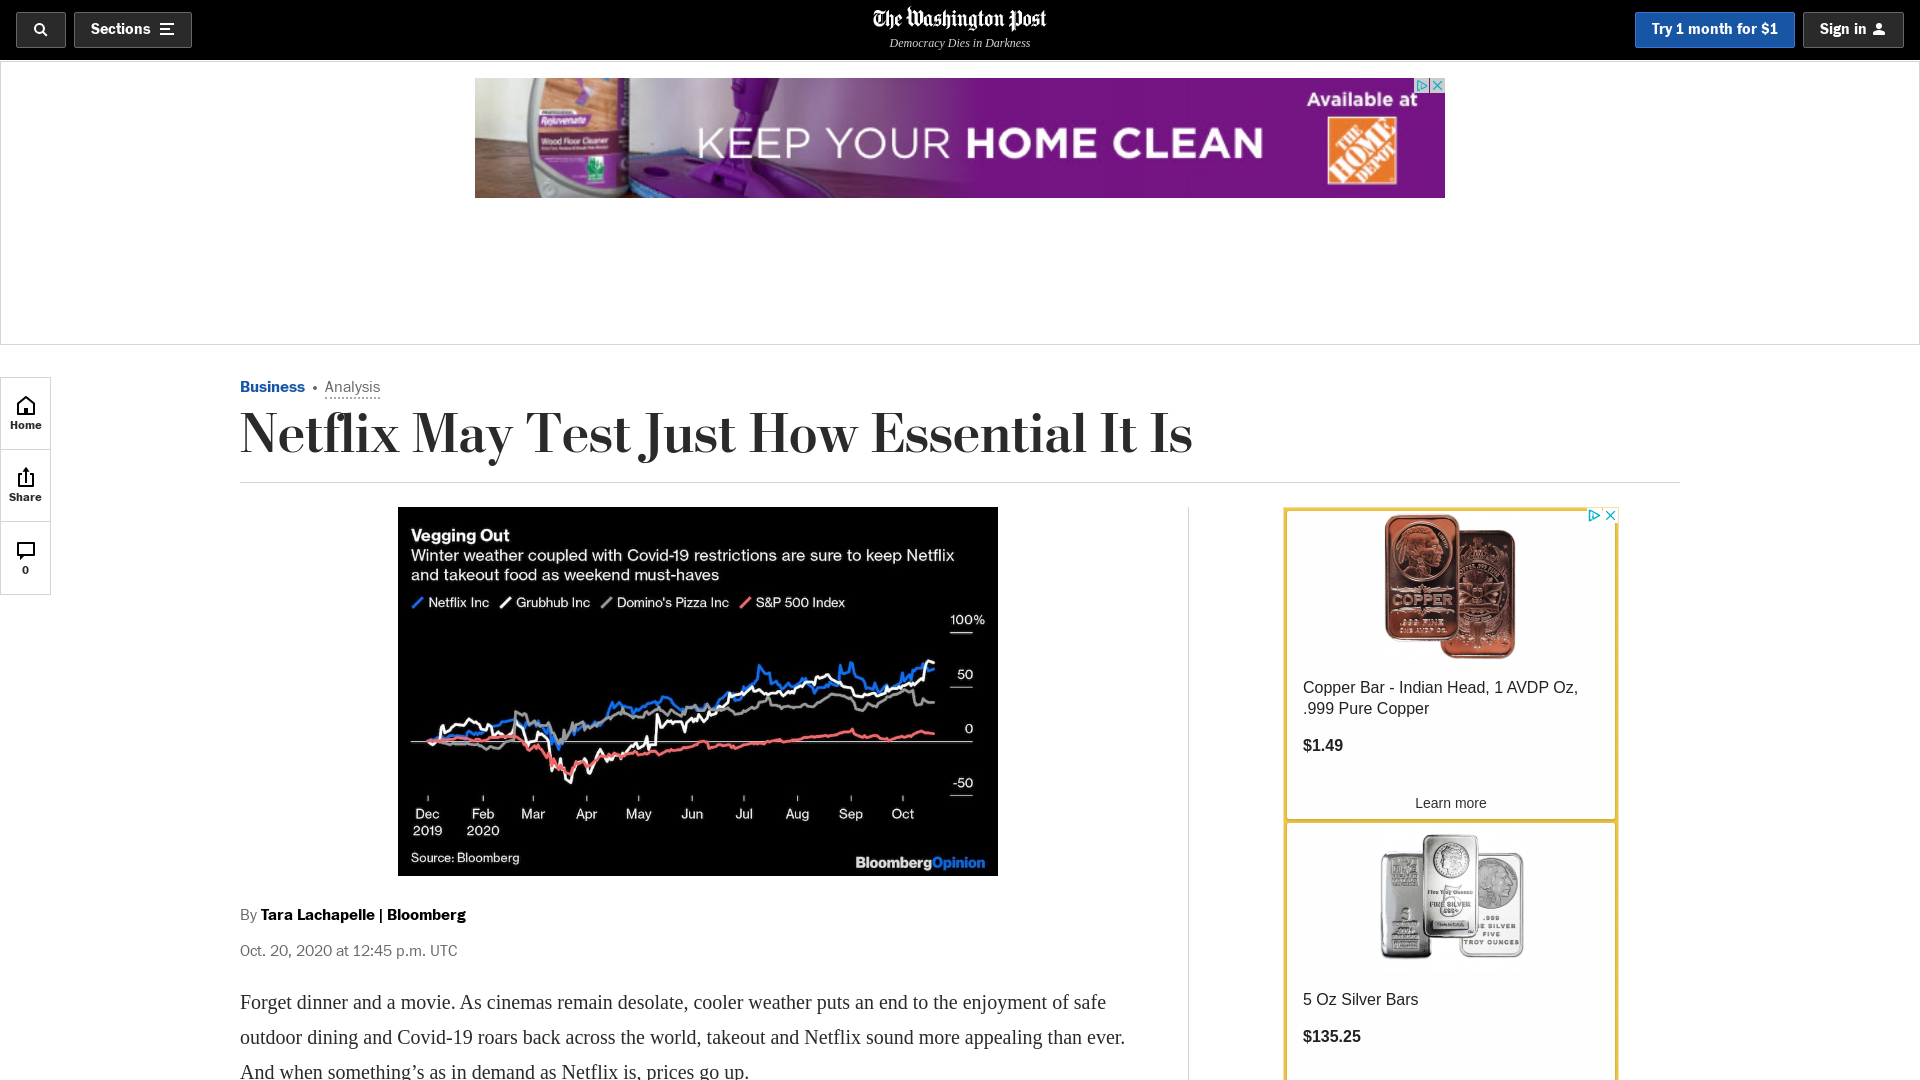 Sections
The Washington Post
Democracy Dies in Darkness
Try 1 month for $1
Sign in
Rejuvenate
Wood Floor Cleaner
KEEP YOUR HOME CLEAN
Available at
THE HOME DEPOT
Home
Share
0
Business • Analysis
Netflix May Test Just How Essential It Is
Vegging Out
Winter weather coupled with Covid-19 restrictions are sure to keep Netflix
and takeout food as weekend must-haves
Netflix Inc Grubhub Inc Domino's Pizza Inc S&P 500 Index
100%
50
0
-50
Dec Feb Mar Apr May Jun Jul Aug Sep Oct
2019 2020
Source: Bloomberg
BloombergOpinion
By Tara Lachapelle | Bloomberg
Oct. 20, 2020 at 12:45 p.m. UTC
Forget dinner and a movie. As cinemas remain desolate, cooler weather puts an end to the enjoyment of safe
outdoor dining and Covid-19 roars back across the world, takeout and Netflix sound more appealing than ever.
And when something’s as in demand as Netflix is, prices go up.
COPPER
.999 FINE
ONE AVDP OZ.
Copper Bar - Indian Head, 1 AVDP Oz,
.999 Pure Copper
$1.49
Learn more
5
FINE SILVER
.999
FIVE
TROY OUNCES
5 Oz Silver Bars
$135.25